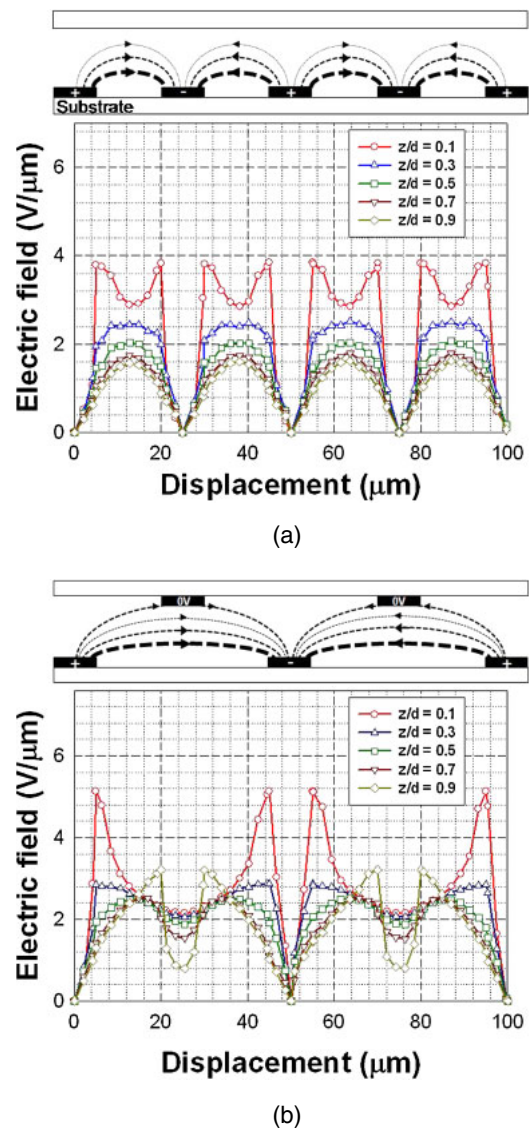 + - + - +
Substrate
Electric field (V/μm)
6
4
2
0
z/d = 0.1
z/d = 0.3
z/d = 0.5
z/d = 0.7
z/d = 0.9
0 20 40 60 80 100
Displacement (μm)
(a)
0V 0V
+ - +
Electric field (V/μm)
6
4
2
0
z/d = 0.1
z/d = 0.3
z/d = 0.5
z/d = 0.7
z/d = 0.9
0 20 40 60 80 100
Displacement (μm)
(b)